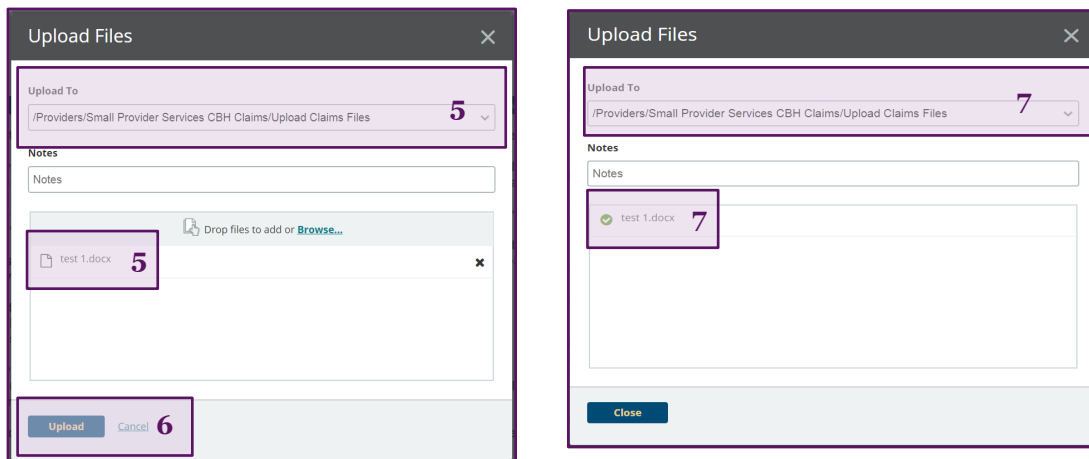 Upload Files
Upload To
/Providers/Small Provider Services CBH Claims/Upload Claims Files
5
Notes
Notes
Drop files to add or Browse...
test 1.docx
5
Upload
Cancel
6
Upload Files
Upload To
/Providers/Small Provider Services CBH Claims/Upload Claims Files
7
Notes
Notes
test 1.docx
7
Close